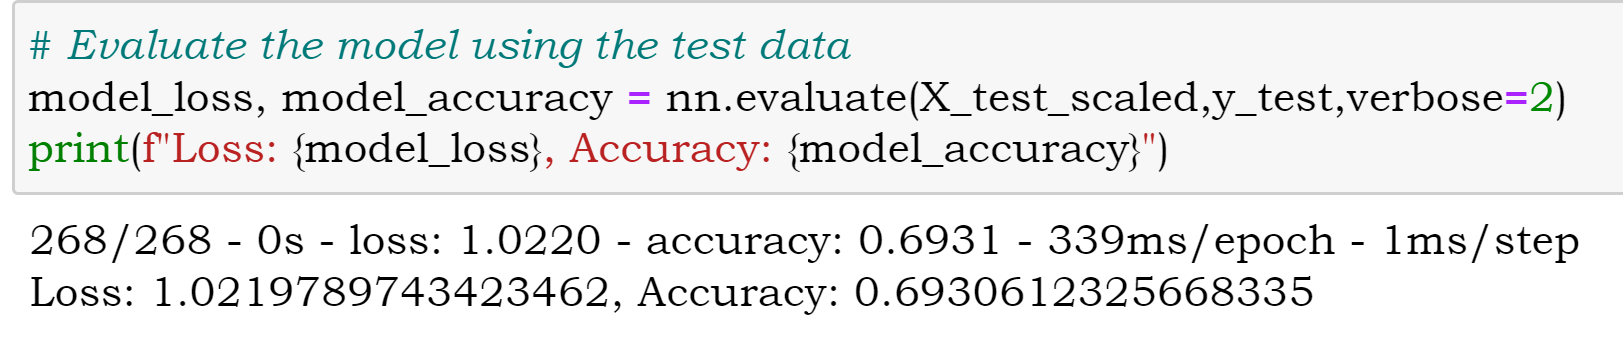 # Evaluate the model using the test data
model_loss, model_accuracy = nn.evaluate(X_test_scaled,y_test,verbose=2)
print(f"Loss: {model_loss}, Accuracy: {model_accuracy}")
268/268 - 0s - loss: 1.0220 - accuracy: 0.6931 - 339ms/epoch - 1ms/step
Loss: 1.0219789743423462, Accuracy: 0.6930612325668335